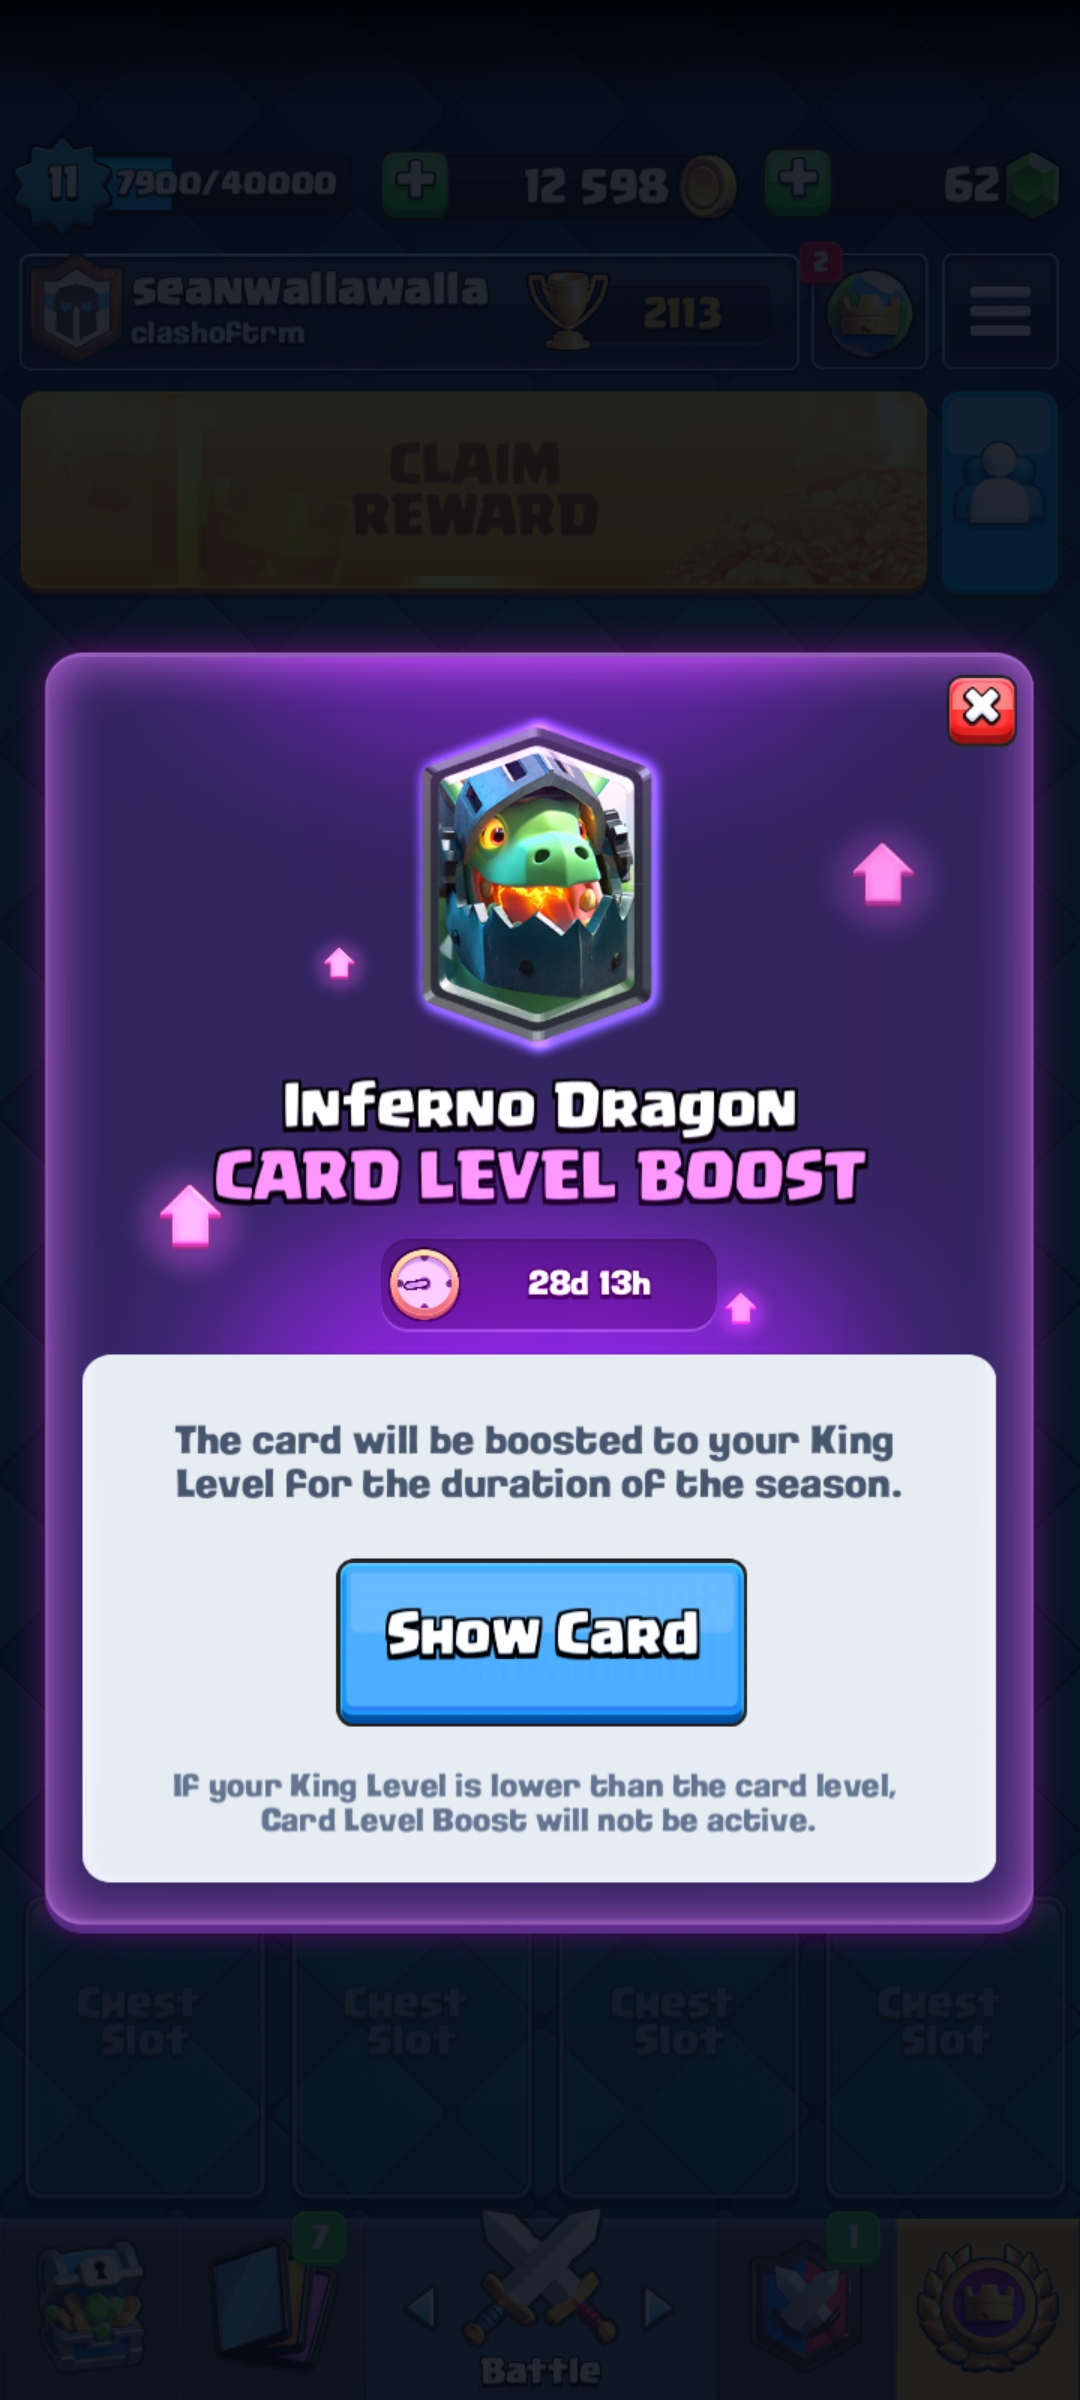 11
7900/40000
12 598
62
seanwallawalla
clashoftrm
2113
2
CLAIM
REWARD
Inferno Dragon
CARD LEVEL BOOST
28d 13h
The card will be boosted to your King
Level for the duration of the season.
Show Card
If your King Level is lower than the card level,
Card Level Boost will not be active.
Chest
Slot
Chest
Slot
Chest
Slot
Chest
Slot
7
1
Battle